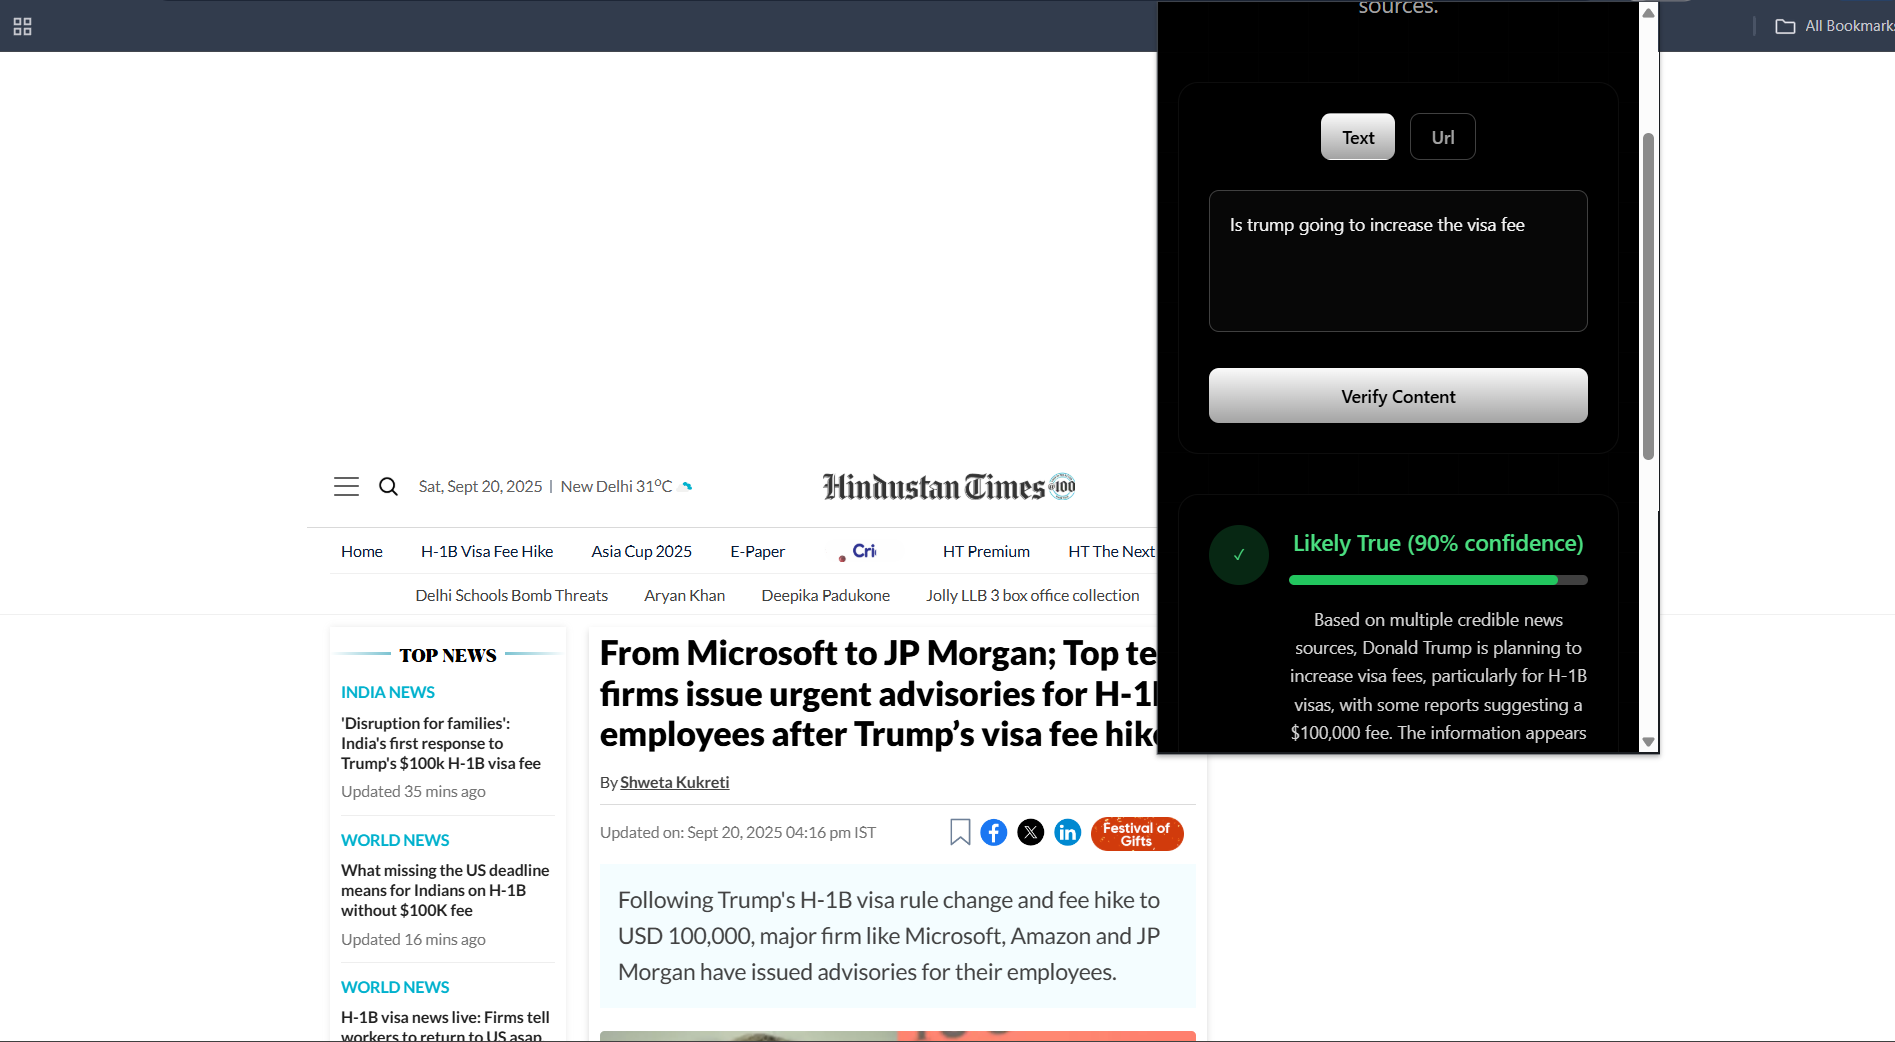 All Bookmarks
sources.
Text
Url
Is trump going to increase the visa fee
Verify Content
✓
Likely True (90% confidence)
Based on multiple credible news
sources, Donald Trump is planning to
increase visa fees, particularly for H-1B
visas, with some reports suggesting a
$100,000 fee. The information appears
Sat, Sept 20, 2025 | New Delhi 31°C
Hindustan Times @100
Home
H-1B Visa Fee Hike
Asia Cup 2025
E-Paper
Cri
HT Premium
HT The Next
Delhi Schools Bomb Threats
Aryan Khan
Deepika Padukone
Jolly LLB 3 box office collection
TOP NEWS
INDIA NEWS
'Disruption for families':
India's first response to
Trump's $100k H-1B visa fee
Updated 35 mins ago
WORLD NEWS
What missing the US deadline
means for Indians on H-1B
without $100K fee
Updated 16 mins ago
WORLD NEWS
H-1B visa news live: Firms tell
workers to return to US asap
From Microsoft to JP Morgan; Top te
firms issue urgent advisories for H-1
employees after Trump’s visa fee hik
By Shweta Kukreti
Updated on: Sept 20, 2025 04:16 pm IST
Festival of
Gifts
Following Trump's H-1B visa rule change and fee hike to
USD 100,000, major firm like Microsoft, Amazon and JP
Morgan have issued advisories for their employees.